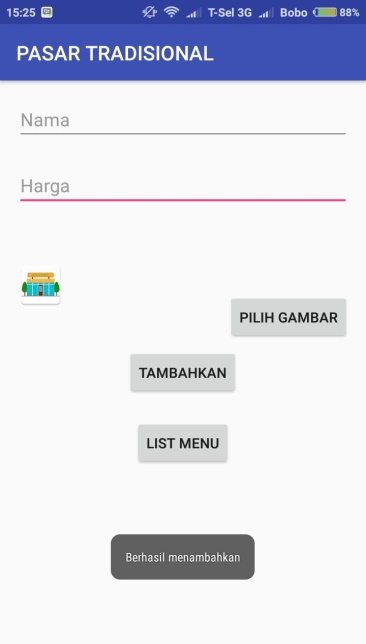 15:25 T-Sel 3G Bobo 88%
PASAR TRADISIONAL
Nama
Harga
PILIH GAMBAR
TAMBAHKAN
LIST MENU
Berhasil menambahkan